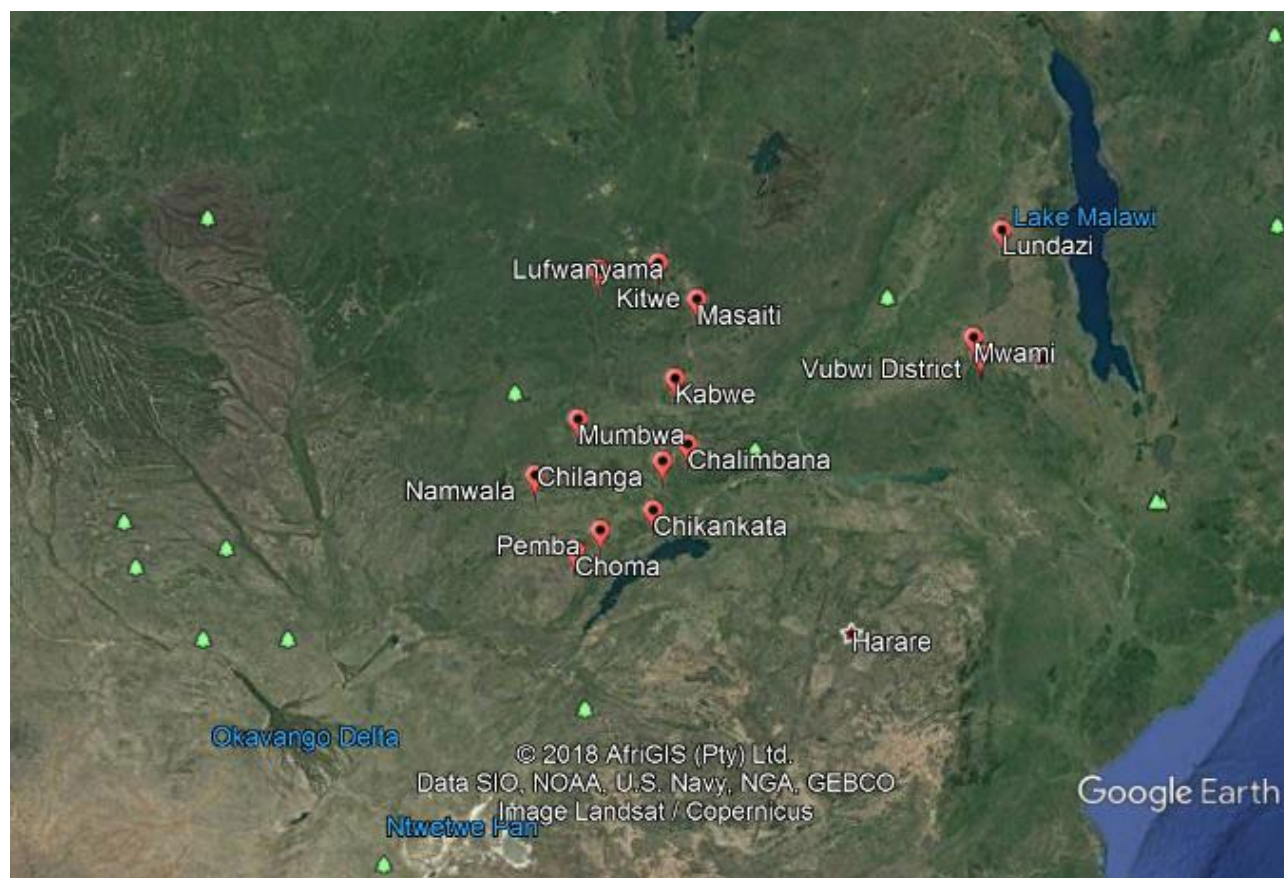 Lake Malawi
Lundazi
Lufwanyama
Kitwe
Masaiti
Mwami
Vubwi District
Kabwe
Mumbwa
Chalimbana
Chilanga
Namwala
Chikankata
Pemba
Choma
Harare
Okavango Delta
© 2018 AfriGIS (Pty) Ltd.
Data SIO, NOAA, U.S. Navy, NGA, GEBCO
Image Landsat / Copernicus
Google Earth
Ntwetwe Pan